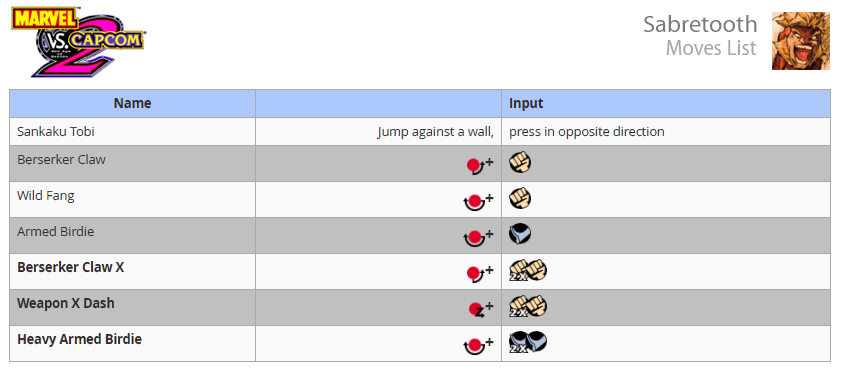 MARVEL
VS. CAPCOM
2
Sabretooth
Moves List
Name Input
Sankaku Tobi Jump against a wall, press in opposite direction
Berserker Claw +
Wild Fang +
Armed Birdie +
Berserker Claw X + 2X
Weapon X Dash Z+ 2X
Heavy Armed Birdie + 2X